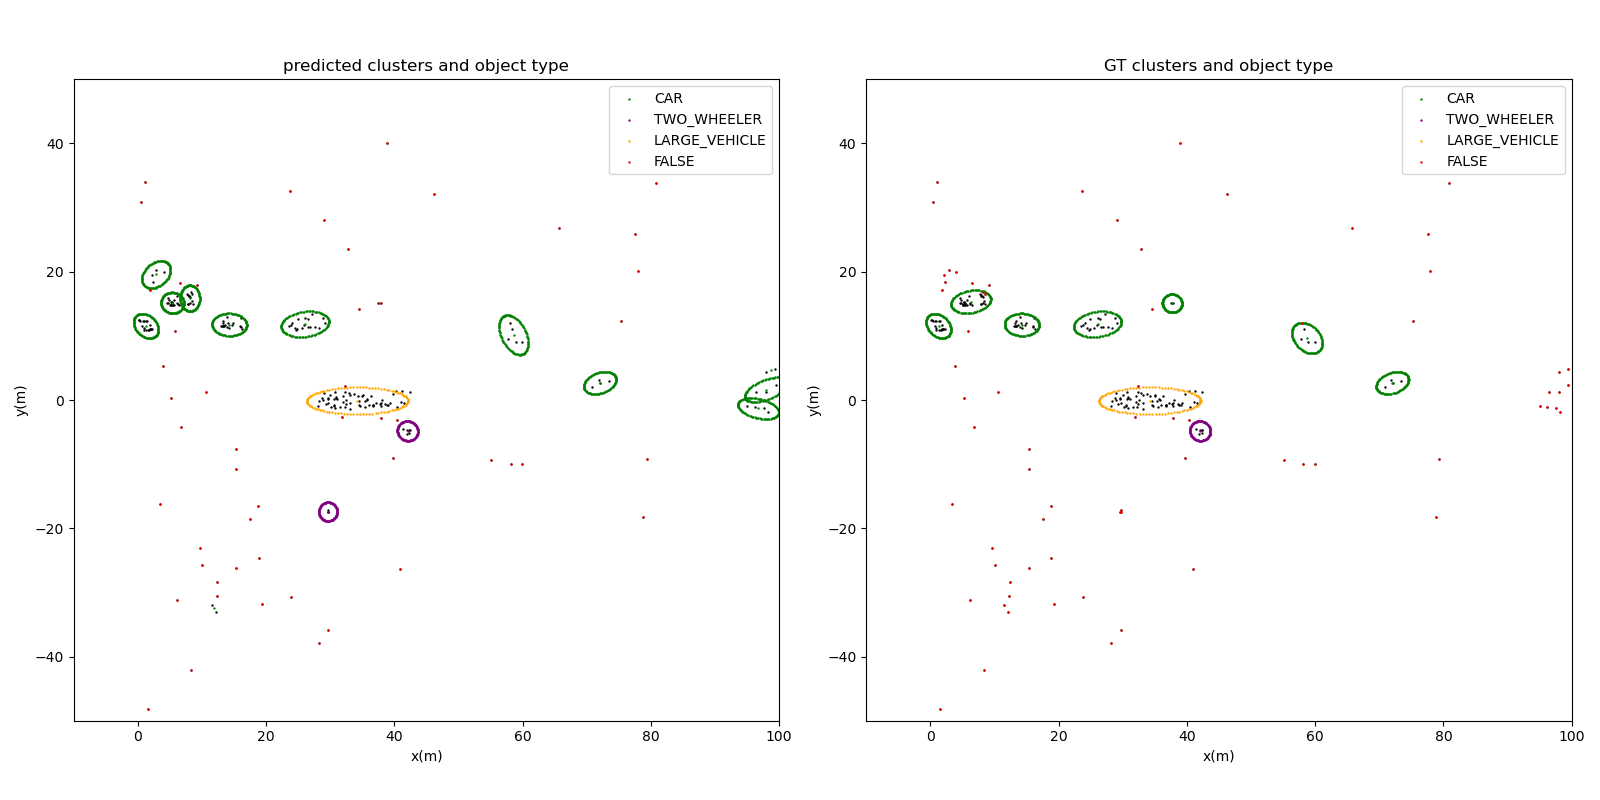 predicted clusters and object type
CAR
TWO_WHEELER
LARGE_VEHICLE
FALSE
40
20
0
−20
−40
y(m)
0
20
40
60
80
100
x(m)
GT clusters and object type
CAR
TWO_WHEELER
LARGE_VEHICLE
FALSE
40
20
0
−20
−40
y(m)
0
20
40
60
80
100
x(m)